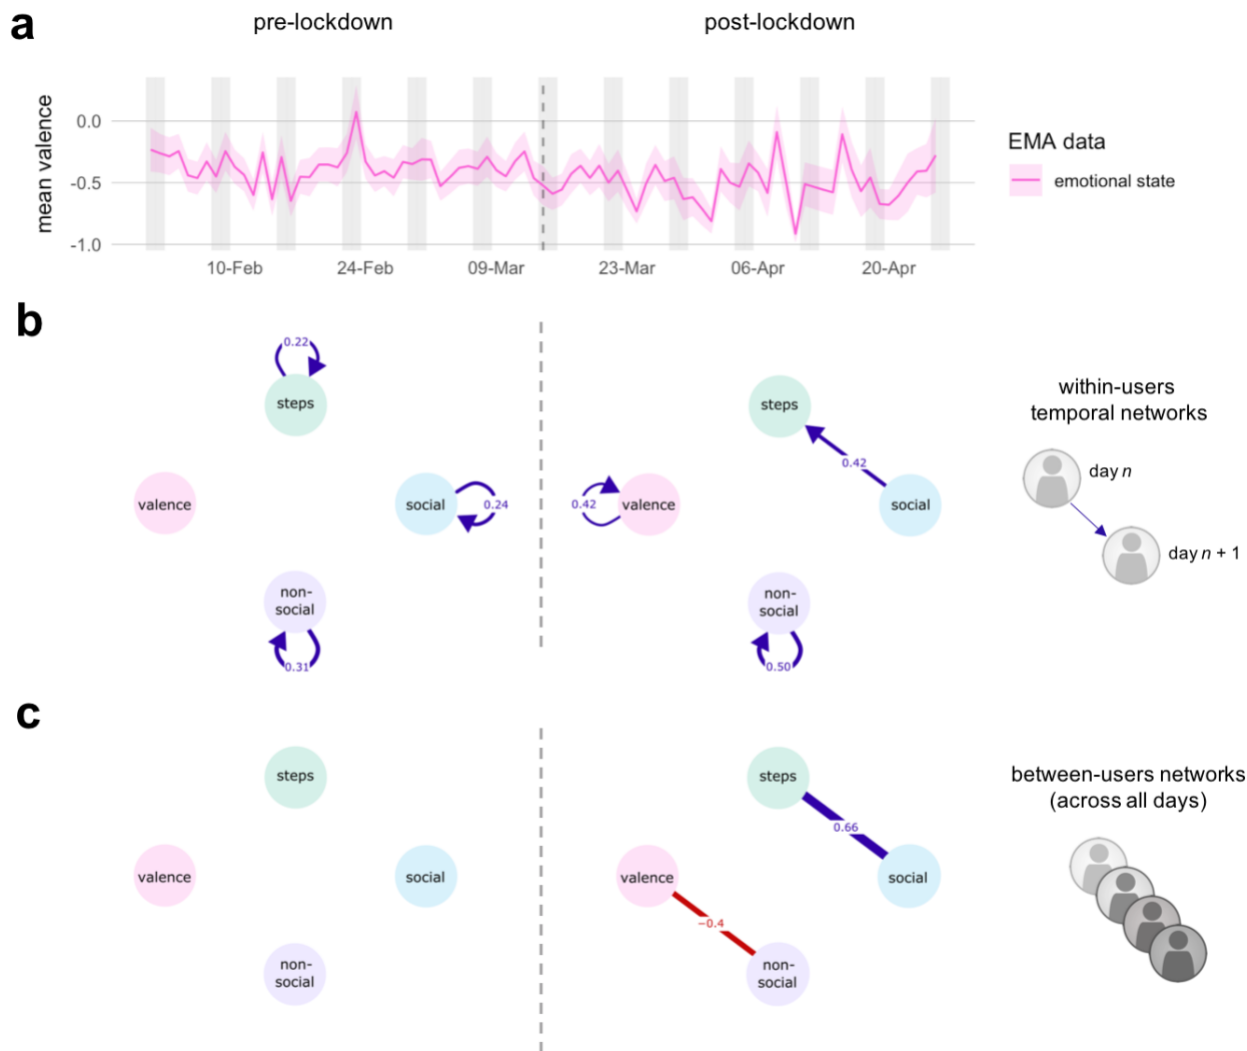 a
pre-lockdown
post-lockdown
mean valence
0.0
-0.5
-1.0
10-Feb
24-Feb
09-Mar
23-Mar
06-Apr
20-Apr
EMA data
emotional state
b
0.22
steps
valence
social
0.24
non-
social
0.31
steps
0.42
0.42
valence
social
non-
social
0.50
within-users
temporal networks
day n
day n + 1
c
steps
valence
social
non-
social
steps
0.66
valence
social
−0.4
non-
social
between-users networks
(across all days)